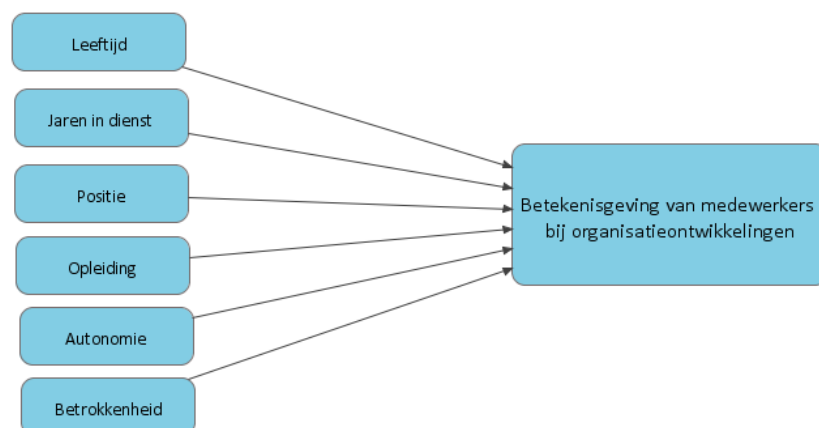 Leeftijd
Jaren in dienst
Positie
Opleiding
Autonomie
Betrokkenheid
Betekenisgeving van medewerkers
bij organisatieontwikkelingen